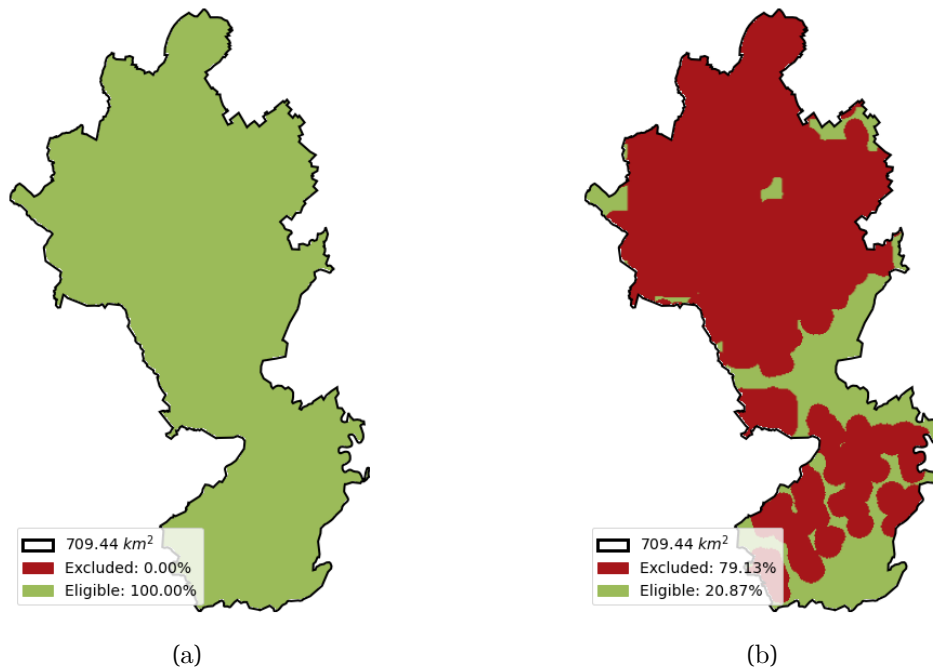 709.44 km²
Excluded: 0.00%
Eligible: 100.00%
(a)
709.44 km²
Excluded: 79.13%
Eligible: 20.87%
(b)